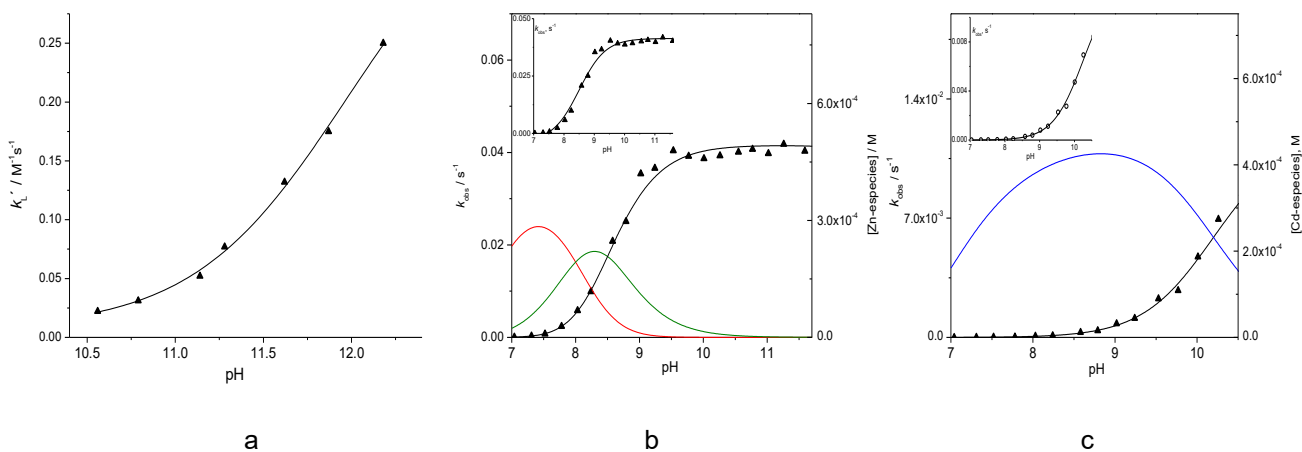 0.25
0.20
0.15
0.10
0.05
0.00
k_L´ / M⁻¹s⁻¹
10.5 11.0 11.5 12.0
pH
a
0.050
0.025
0.000
k_obs, s⁻¹
7 8 9 10 11
pH
0.06
0.04
0.02
0.00
k_obs / s⁻¹
7 8 9 10 11
pH
6.0x10⁻⁴
3.0x10⁻⁴
0.0
[Zn-especies] / M
b
0.008
0.004
0.000
k_obs, s⁻¹
7 8 9 10
pH
1.4x10⁻²
7.0x10⁻³
0.0
k_obs / s⁻¹
7 8 9 10
pH
6.0x10⁻⁴
4.0x10⁻⁴
2.0x10⁻⁴
0.0
[Cd-especies], M
c